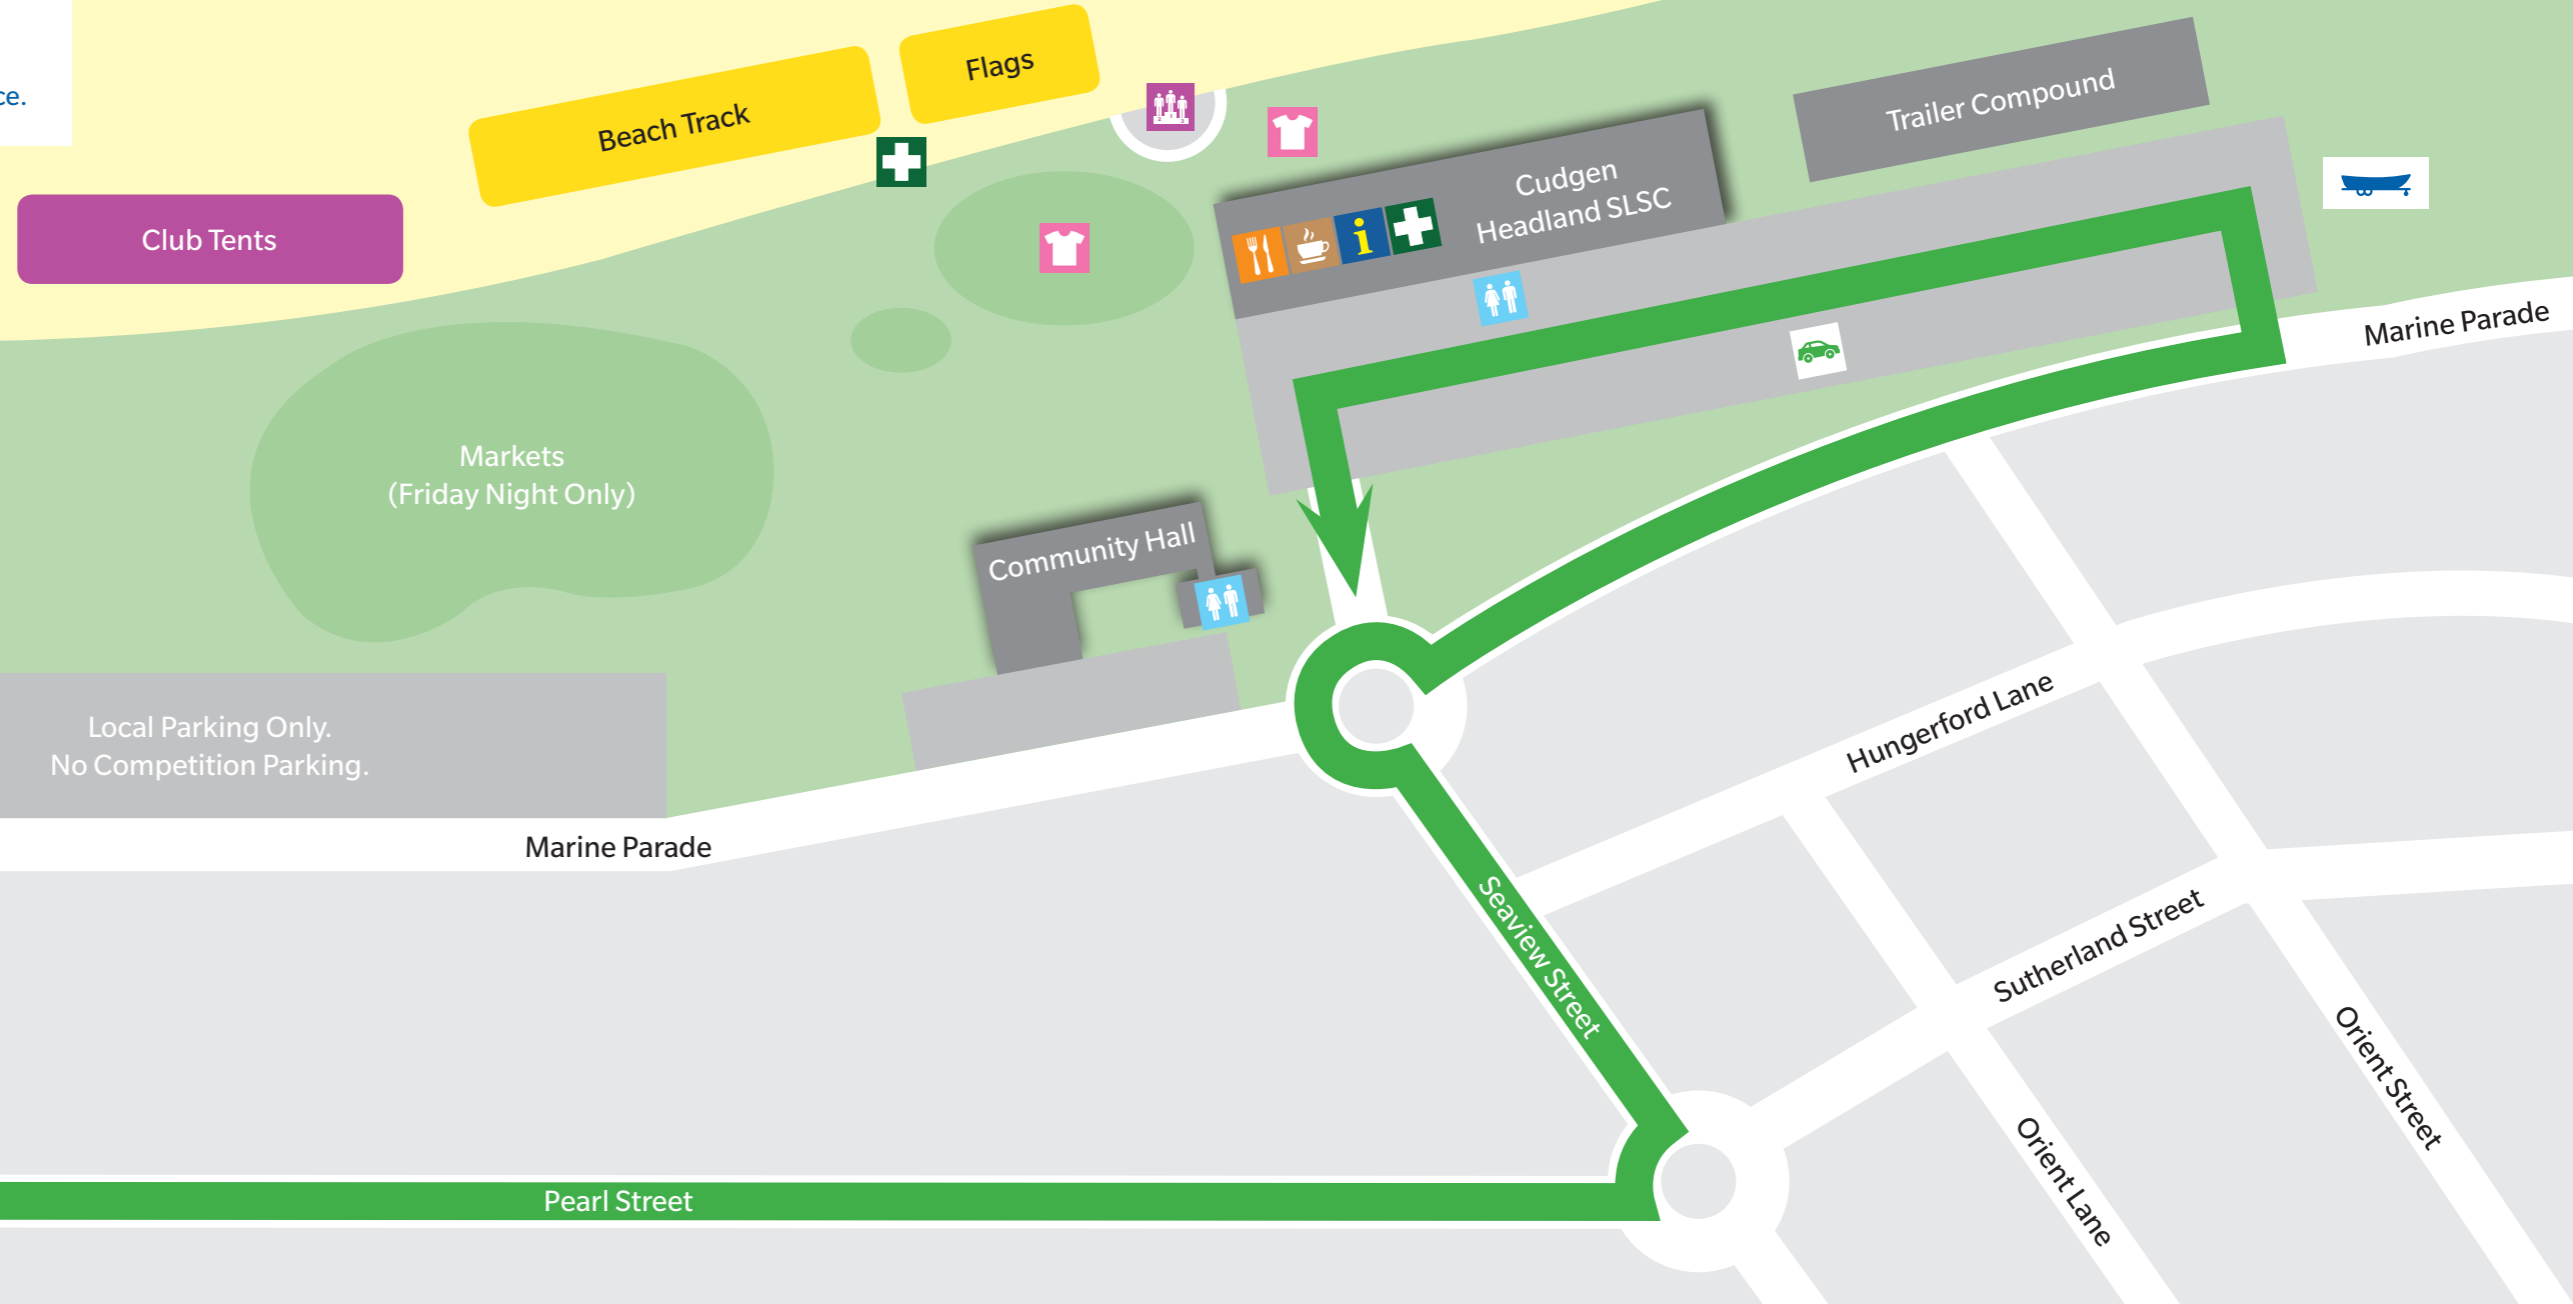 ce.
Flags
Beach Track
Trailer Compound
Cudgen
Headland SLSC
Club Tents
i
Marine Parade
Markets
(Friday Night Only)
Community Hall
Local Parking Only.
No Competition Parking.
Hungerford Lane
Marine Parade
Seaview Street
Sutherland Street
Orient Street
Orient Lane
Pearl Street